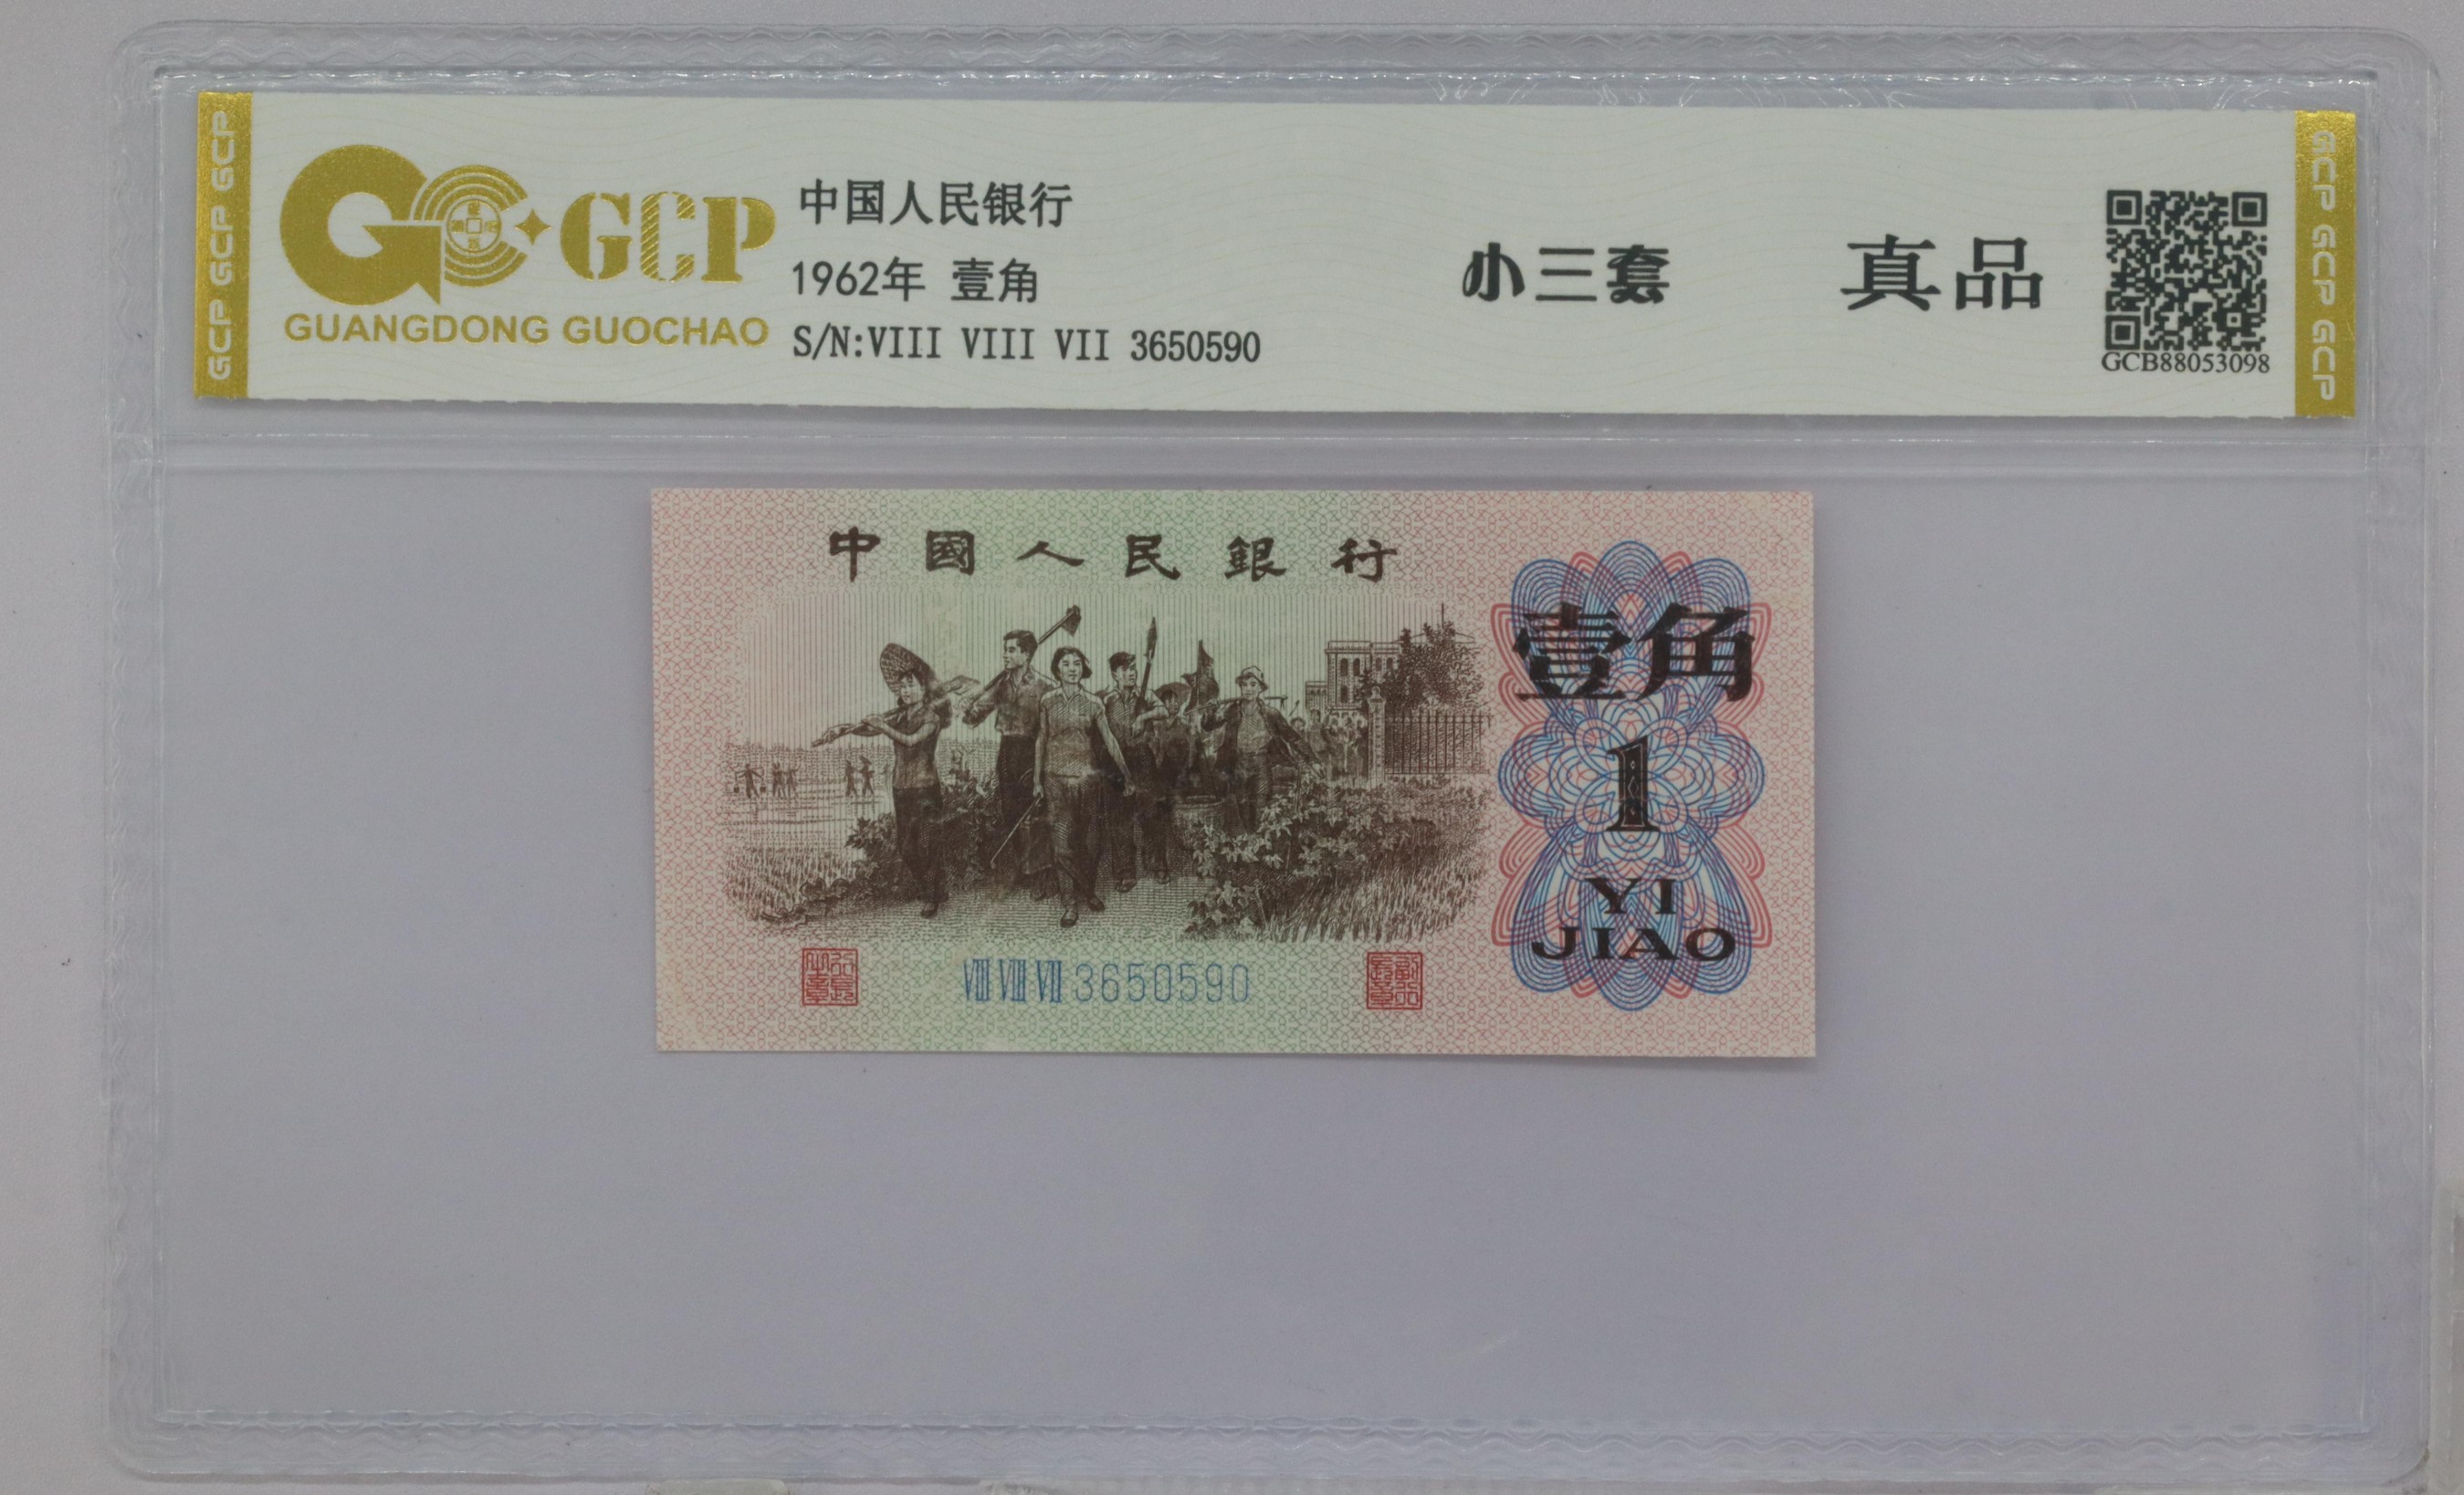 GCP GCP GCP
GCP
GUANGDONG GUOCHAO
中国人民银行
1962年 壹角
S/N:VIII VIII VII 3650590
小三套
真品
GCB88053098
GCP GCP GCP
中國人民銀行
壹角
1
YI
JIAO
VIII VIII VII 3650590